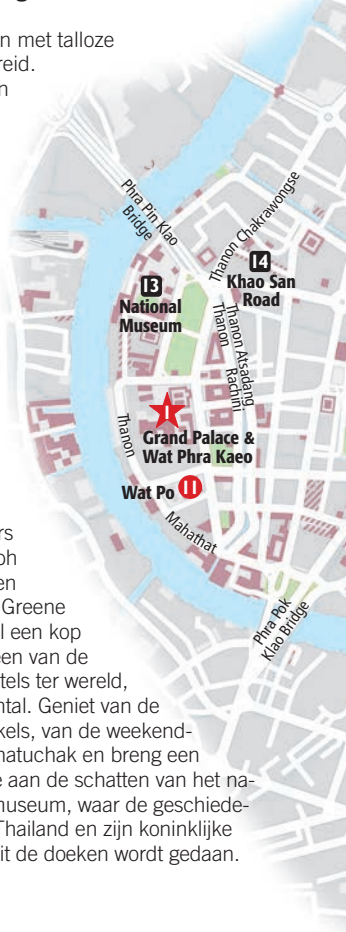 n met talloze
reid.
n
Phra Pin Klao
Bridge
Thanon Chakrawongse
13
National
Museum
14
Khao San
Road
Thanon Atsadang
Thanon
Rachini
1
Grand Palace &
Wat Phra Kaeo
Thanon
Wat Po 11
Mahathat
Phra Pok
Klao Bridge
rs
oh
en
Greene
l een kop
een van de
tels ter wereld,
ntal. Geniet van de
kels, van de weekend-
natuchak en breng een
e aan de schatten van het na-
museum, waar de geschiede-
Thailand en zijn koninklijke
it de doeken wordt gedaan.